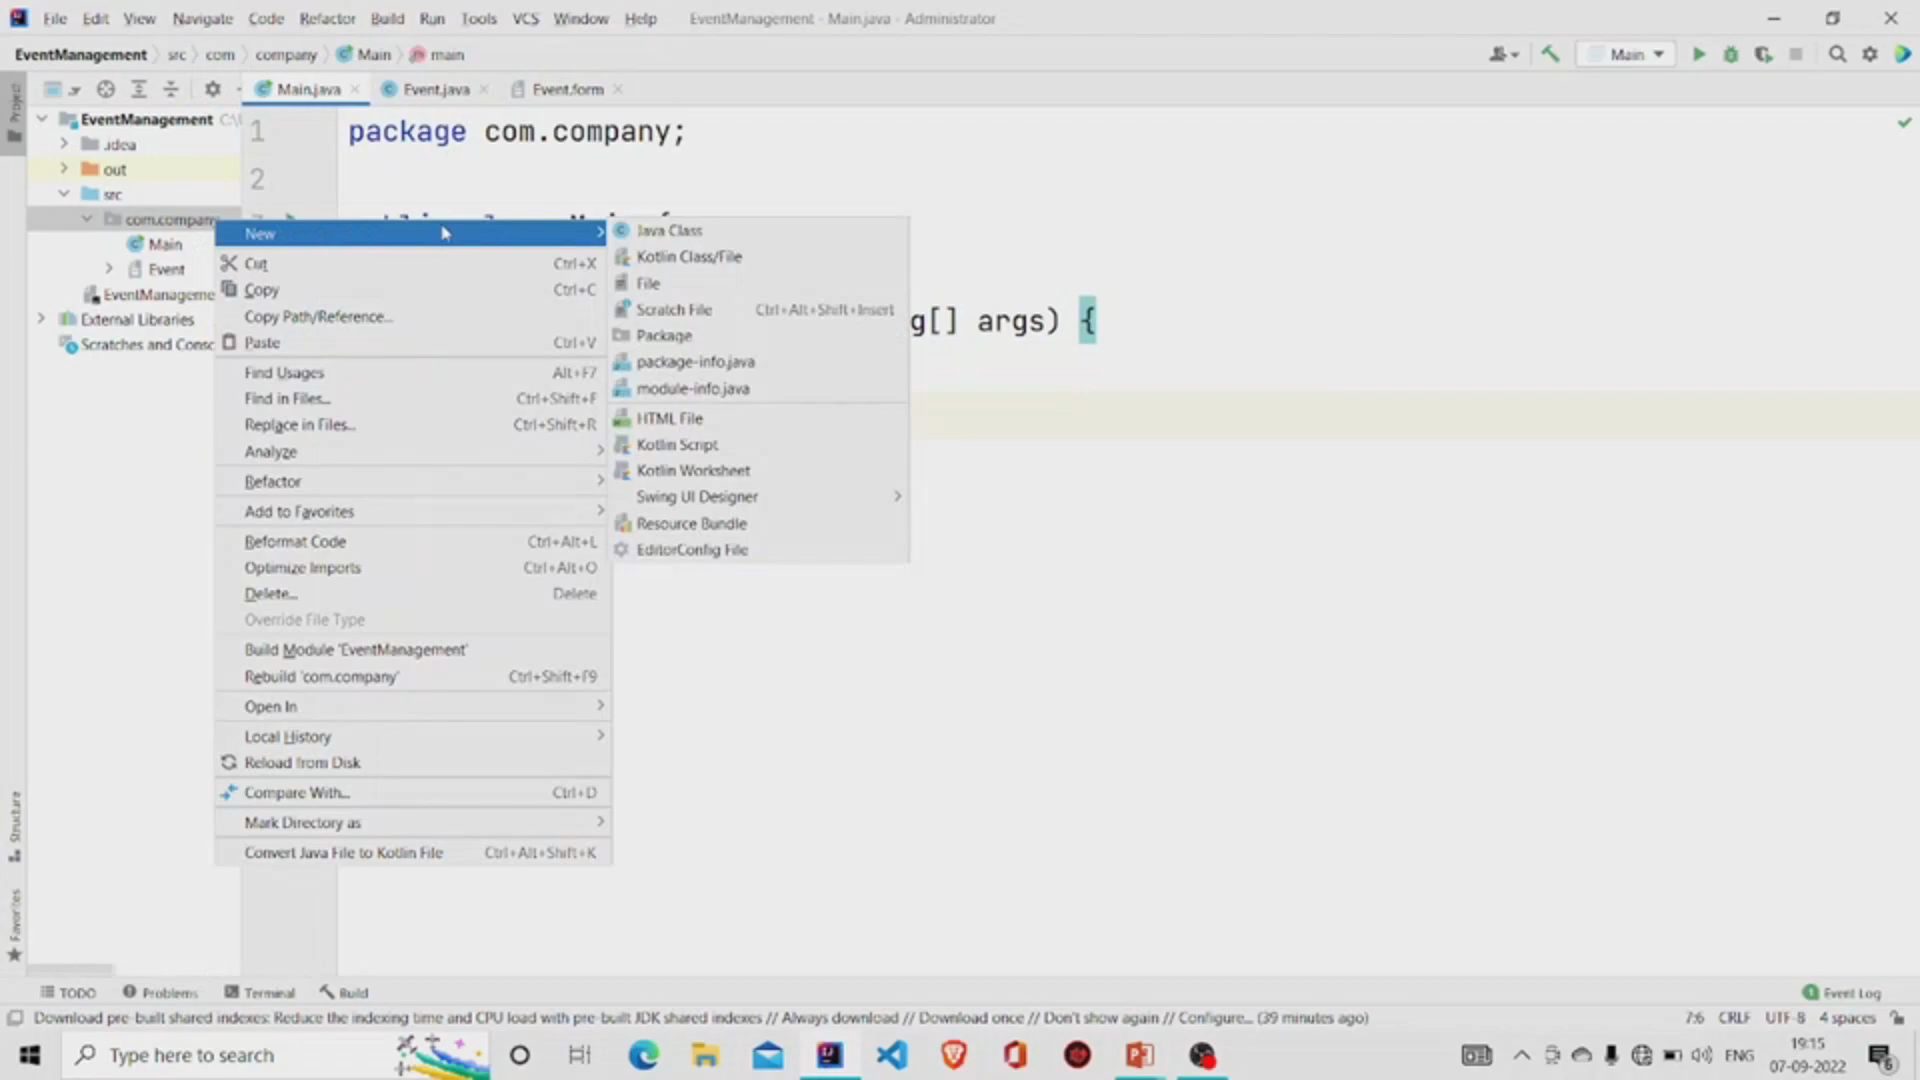 File Edit View Navigate Code Refactor Build Run Tools VCS Window Help EventManagement - Main.java - Administrator
EventManagement src com company Main main
Main
Project
Main.java
Event.java
Event.form
EventManagement C:\
.idea
out
src
com.company
Main
Event
EventManageme
External Libraries
Scratches and Consc
1 package com.company;
2
g[] args) {
New
Cut Ctrl+X
Copy Ctrl+C
Copy Path/Reference...
Paste Ctrl+V
Find Usages Alt+F7
Find in Files... Ctrl+Shift+F
Replace in Files... Ctrl+Shift+R
Analyze
Refactor
Add to Favorites
Reformat Code Ctrl+Alt+L
Optimize Imports Ctrl+Alt+O
Delete... Delete
Override File Type
Build Module 'EventManagement'
Rebuild 'com.company' Ctrl+Shift+F9
Open In
Local History
Reload from Disk
Compare With... Ctrl+D
Mark Directory as
Convert Java File to Kotlin File Ctrl+Alt+Shift+K
Java Class
Kotlin Class/File
File
Scratch File Ctrl+Alt+Shift+Insert
Package
package-info.java
module-info.java
HTML File
Kotlin Script
Kotlin Worksheet
Swing UI Designer
Resource Bundle
EditorConfig File
Structure
Favorites
TODO Problems Terminal Build Event Log
Download pre-built shared indexes: Reduce the indexing time and CPU load with pre-built JDK shared indexes // Always download // Download once // Don't show again // Configure... (39 minutes ago) 7:6 CRLF UTF-8 4 spaces
Type here to search
ENG
19:15
07-09-2022
6